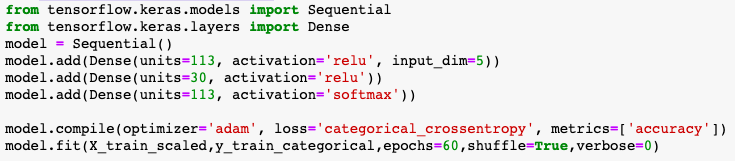 from tensorflow.keras.models import Sequential
from tensorflow.keras.layers import Dense
model = Sequential()
model.add(Dense(units=113, activation='relu', input_dim=5))
model.add(Dense(units=30, activation='relu'))
model.add(Dense(units=113, activation='softmax'))

model.compile(optimizer='adam', loss='categorical_crossentropy', metrics=['accuracy'])
model.fit(X_train_scaled,y_train_categorical,epochs=60,shuffle=True,verbose=0)